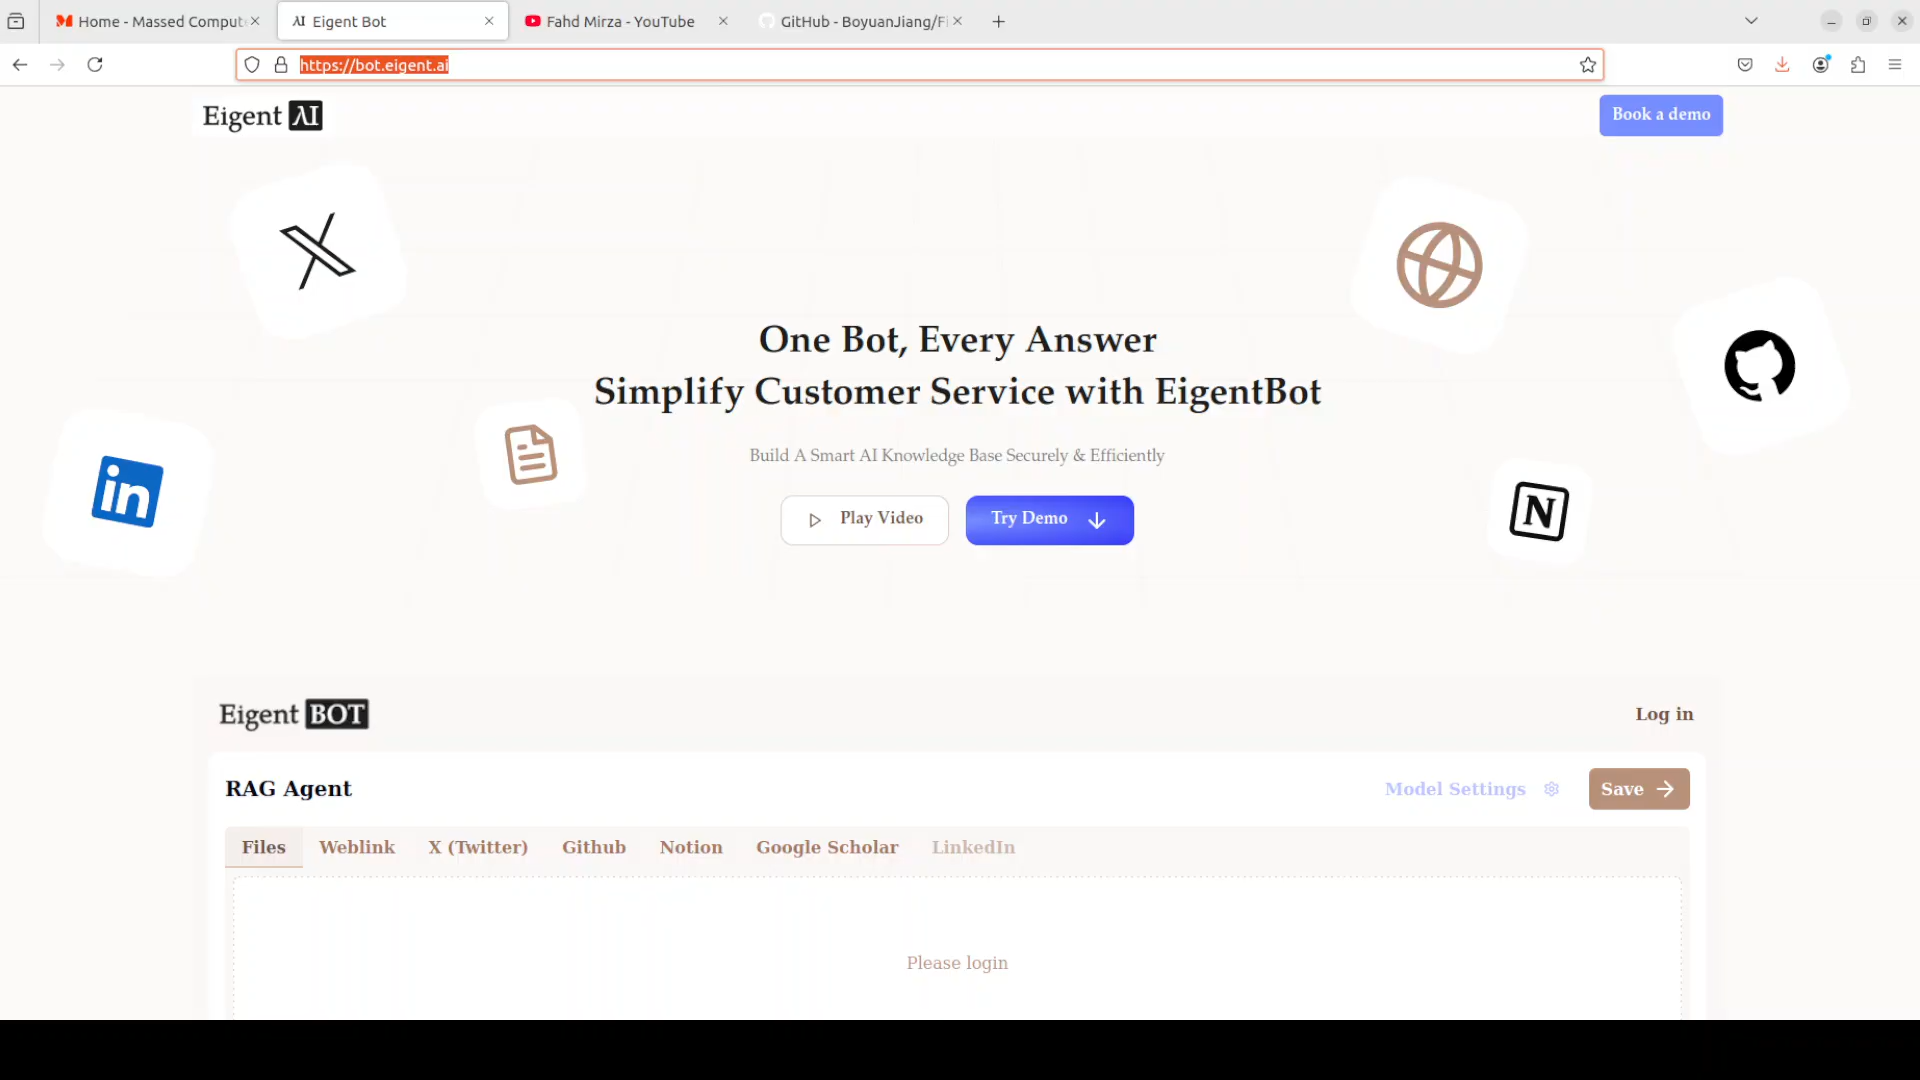 Home - Massed Comput
Eigent Bot
Fahd Mirza - YouTube
GitHub - BoyuanJiang/Fi
https://bot.eigent.ai
Eigent AI
Book a demo
One Bot, Every Answer
Simplify Customer Service with EigentBot
Build A Smart AI Knowledge Base Securely & Efficiently
Play Video
Try Demo
in
N
Eigent BOT
Log in
RAG Agent
Model Settings
Save
Files
Weblink
X (Twitter)
Github
Notion
Google Scholar
LinkedIn
Please login